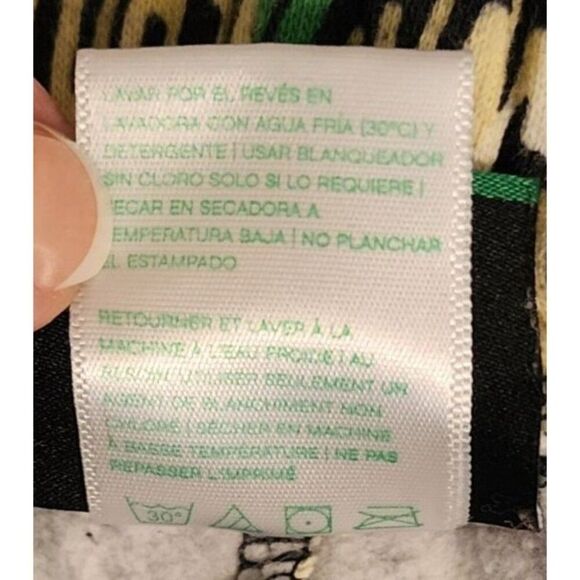 LAVAR POR EL REVÉS EN
LAVADORA CON AGUA FRÍA (30ºC) Y
DETERGENTE | USAR BLANQUEADOR
SIN CLORO SOLO SI LO REQUIERE |
SECAR EN SECADORA A
TEMPERATURA BAJA | NO PLANCHAR
EL ESTAMPADO
RETOURNER ET LAVER À LA
MACHINE À L'EAU FROIDE | AU
BESOIN, UTILISER SEULEMENT UN
AGENT DE BLANCHIMENT NON
CHLORÉ | SÉCHER EN MACHINE
À BASSE TEMPÉRATURE | NE PAS
REPASSER L'IMPRIMÉ
30°